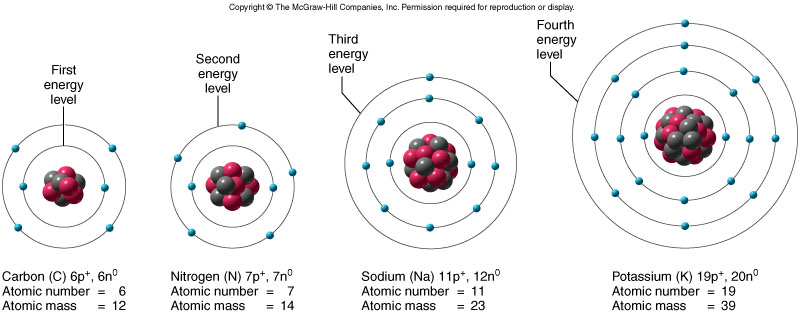 Copyright © The McGraw-Hill Companies, Inc. Permission required for reproduction or display.
First
energy
level
Second
energy
level
Third
energy
level
Fourth
energy
level
Carbon (C) 6p⁺, 6n⁰
Atomic number = 6
Atomic mass = 12
Nitrogen (N) 7p⁺, 7n⁰
Atomic number = 7
Atomic mass = 14
Sodium (Na) 11p⁺, 12n⁰
Atomic number = 11
Atomic mass = 23
Potassium (K) 19p⁺, 20n⁰
Atomic number = 19
Atomic mass = 39